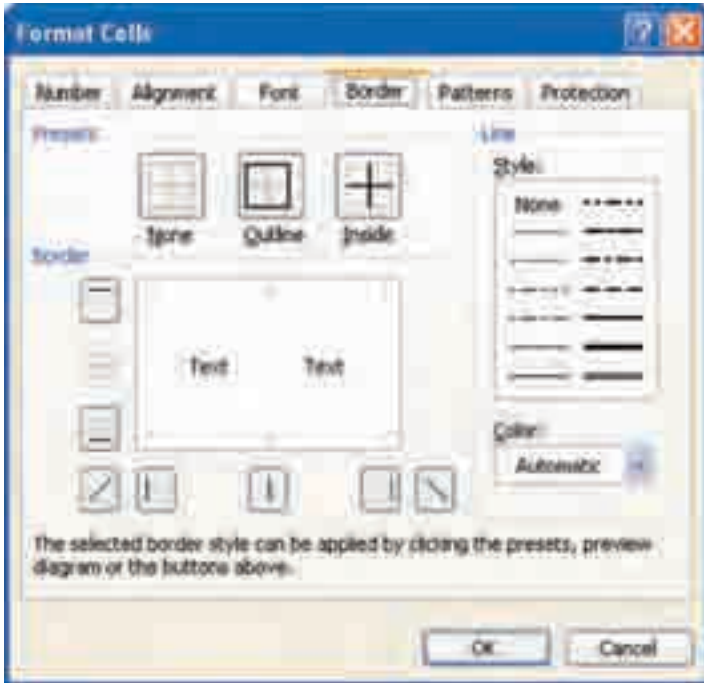 Format Cells
Number Alignment Font Border Patterns Protection
Presets
Line
Style:
None
None Outline Inside
Border
Text Text
Color:
Automatic
The selected border style can be applied by clicking the presets, preview
diagram or the buttons above.
OK Cancel